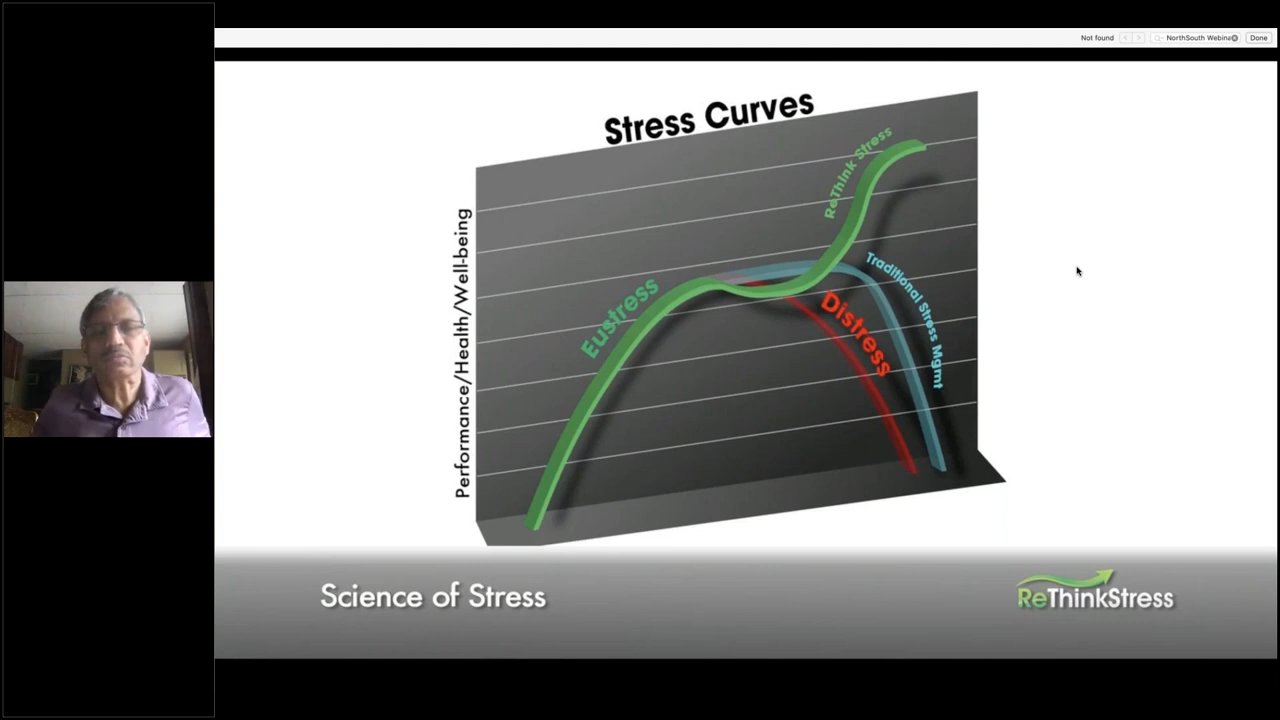 Not found
NorthSouth Webina
Done
Stress Curves
Performance/Health/Well-being
Eustress
ReThink Stress
Traditional Stress Mgmt
Distress
Science of Stress
ReThinkStress